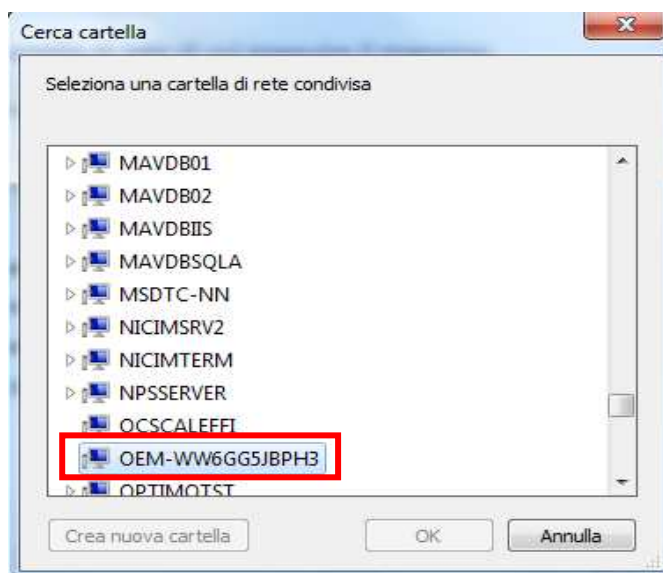 Cerca cartella
Seleziona una cartella di rete condivisa
MAVDB01
MAVDB02
MAVDBIIS
MAVDBSQLA
MSDTC-NN
NICIMSRV2
NICIMTERM
NPSSERVER
OCSCALEFFI
OEM-WW6GG5JBPH3
OPTIMOTST
Crea nuova cartella OK Annulla